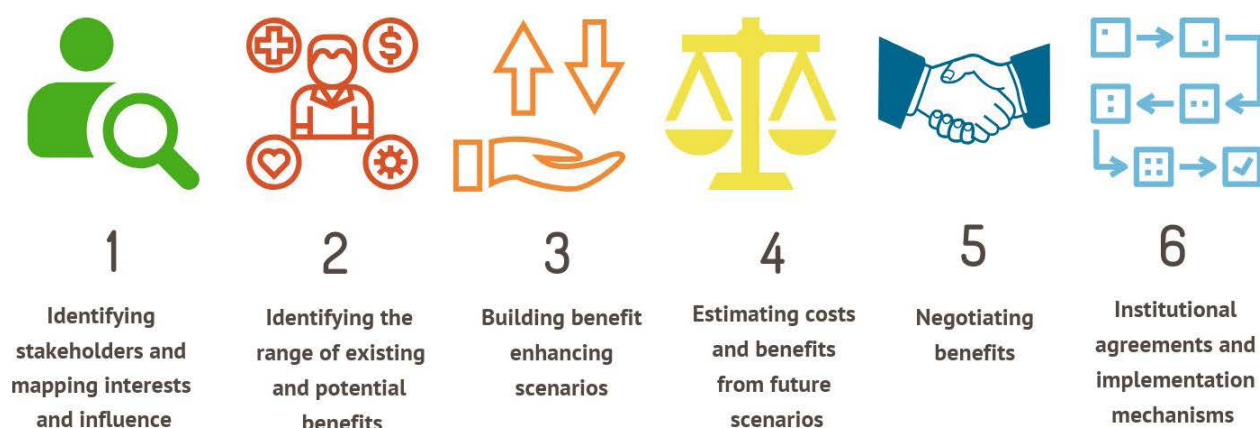 1
Identifying
stakeholders and
mapping interests
and influence
2
Identifying the
range of existing
and potential
benefits
3
Building benefit
enhancing
scenarios
4
Estimating costs
and benefits
from future
scenarios
5
Negotiating
benefits
6
Institutional
agreements and
implementation
mechanisms